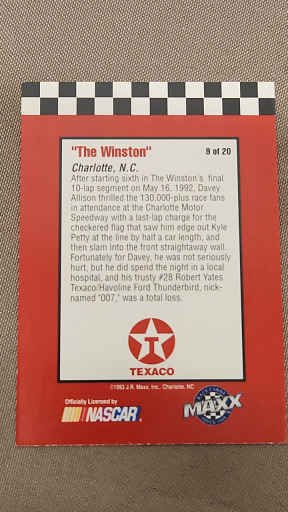 "The Winston" 9 of 20
Charlotte, N.C.
After starting sixth in The Winston's final
10-lap segment on May 16, 1992, Davey
Allison thrilled the 130,000-plus race fans
in attendance at the Charlotte Motor
Speedway with a last-lap charge for the
checkered flag that saw him edge out Kyle
Petty at the line by half a car length, and
then slam into the front straightaway wall.
Fortunately for Davey, he was not seriously
hurt, but he did spend the night in a local
hospital, and his trusty #28 Robert Yates
Texaco/Havoline Ford Thunderbird, nick-
named "007," was a total loss.
T
TEXACO
©1993 J.R. Maxx, Inc., Charlotte, NC
Officially Licensed by
NASCAR
MAXX